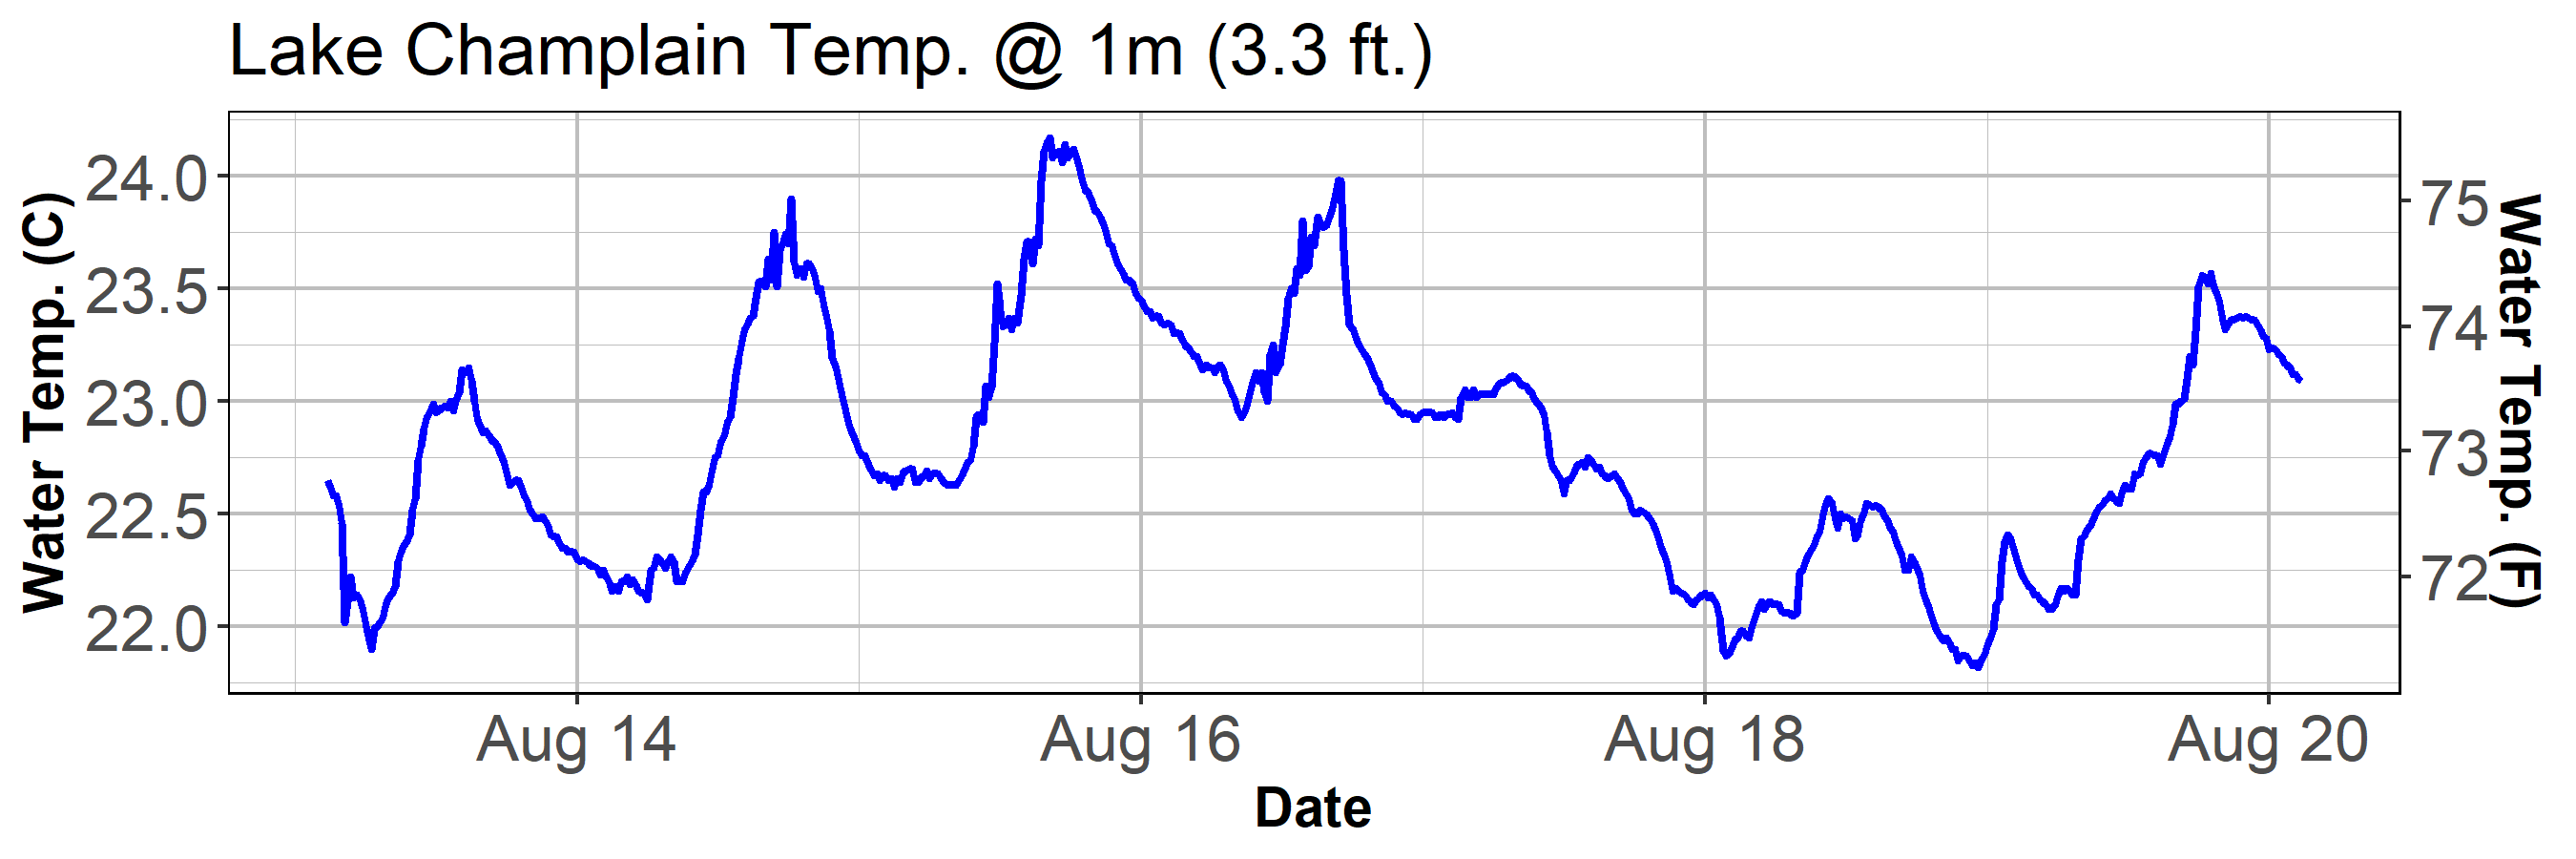 Lake Champlain Temp. @ 1m (3.3 ft.)
Water Temp. (C)
24.0
23.5
23.0
22.5
22.0
75
74
73
72
Water Temp. (F)
Aug 14 Aug 16 Aug 18 Aug 20
Date